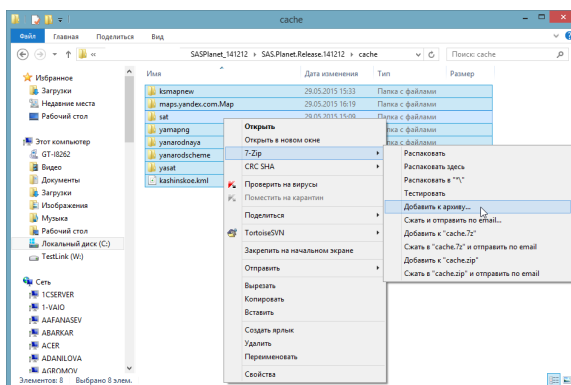 cache
Файл Главная Поделиться Вид
« SASPlanet_141212 SAS.Planet.Release.141212 cache Поиск: cache
Избранное
Загрузки
Недавние места
Рабочий стол
Этот компьютер
GT-I8262
Видео
Документы
Загрузки
Изображения
Музыка
Рабочий стол
Локальный диск (C:)
TestLink (W:)
Сеть
1CSERVER
1-VAIO
AAFANASEV
ABARKAR
ACER
ADANILOVA
AGROMOV
Имя Дата изменения Тип Размер
ksmapnew 29.05.2015 15:33 Папка с файлами
maps.yandex.com.Map 29.05.2015 16:19 Папка с файлами
sat 29.05.2015 15:09 Папка с файлами
yamapng
yanarodnaya
yanarodscheme
yasat
kashinskoe.kml
Открыть
Открыть в новом окне
7-Zip
CRC SHA
Проверить на вирусы
Поместить на карантин
Поделиться
TortoiseSVN
Закрепить на начальном экране
Отправить
Вырезать
Копировать
Вставить
Создать ярлык
Удалить
Переименовать
Свойства
Распаковать
Распаковать здесь
Распаковать в "*\"
Тестировать
Добавить к архиву...
Сжать и отправить по email...
Добавить к "cache.7z"
Сжать в "cache.7z" и отправить по email
Добавить к "cache.zip"
Сжать в "cache.zip" и отправить по email
Элементов: 8 Выбрано 8 элем.